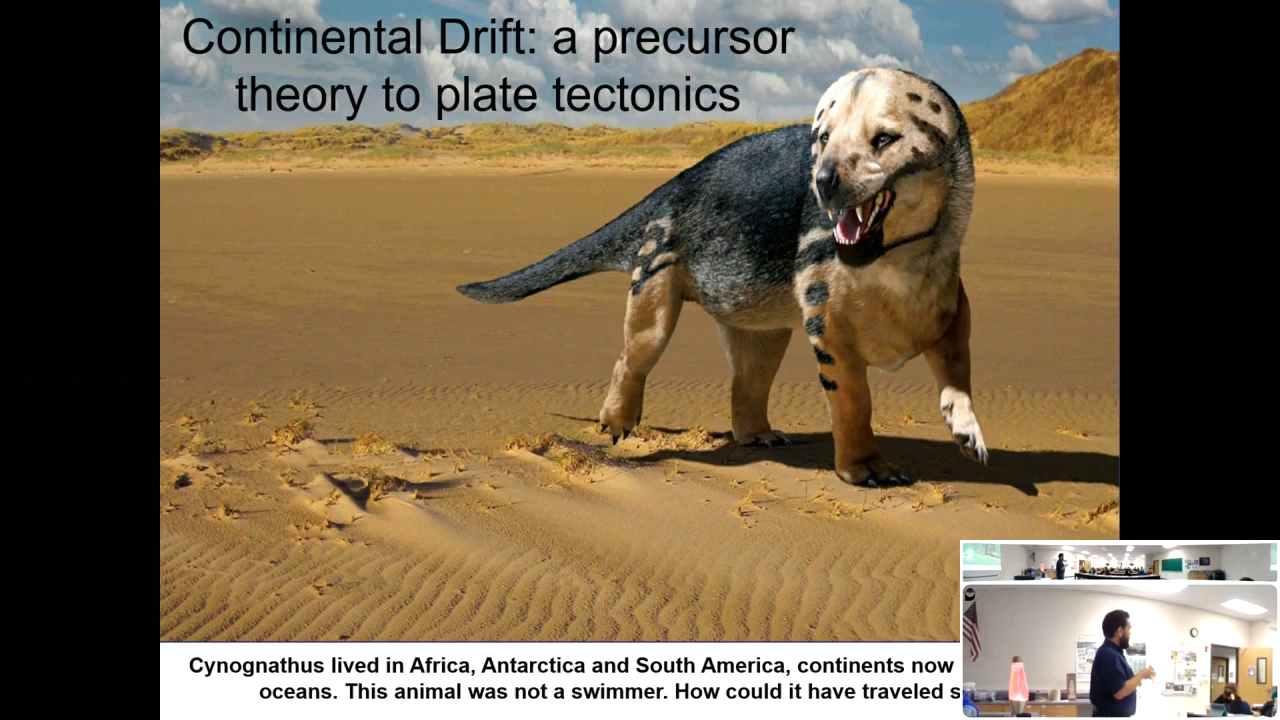 Continental Drift: a precursor
theory to plate tectonics
Cynognathus lived in Africa, Antarctica and South America, continents now
oceans. This animal was not a swimmer. How could it have traveled s